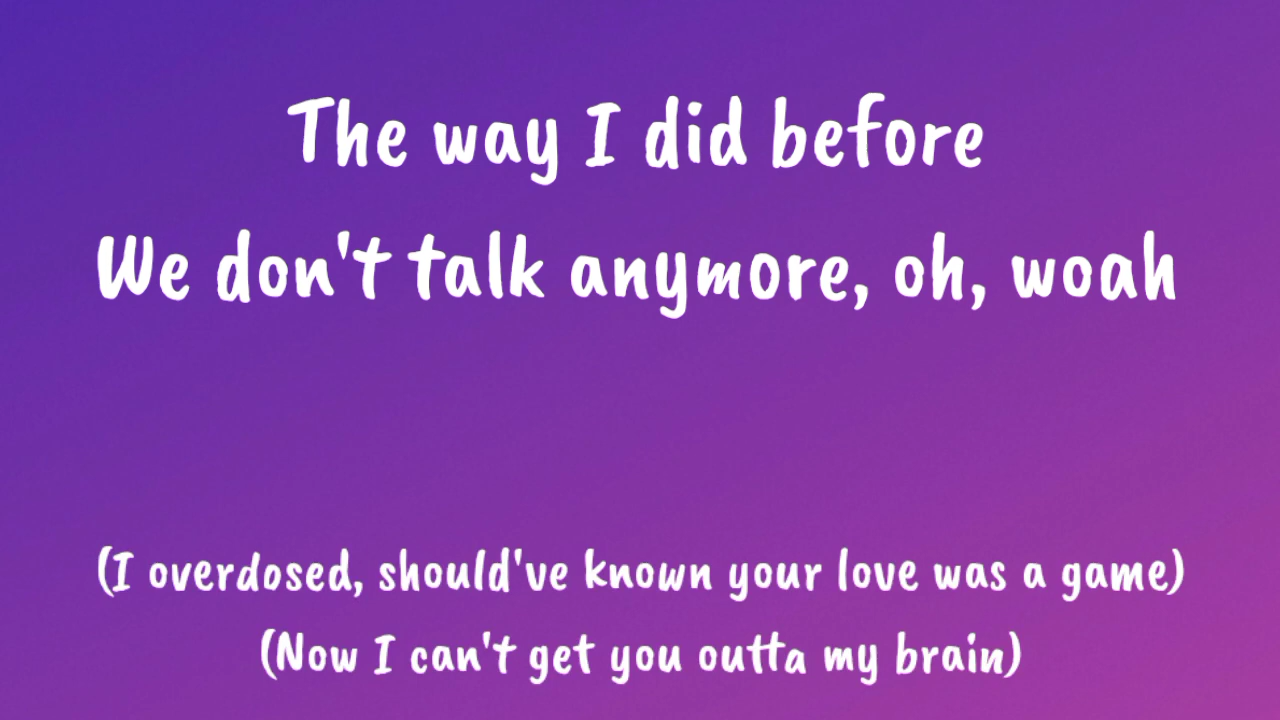 The way I did before
We don't talk anymore, oh, woah
(I overdosed, should've known your love was a game)
(Now I can't get you outta my brain)